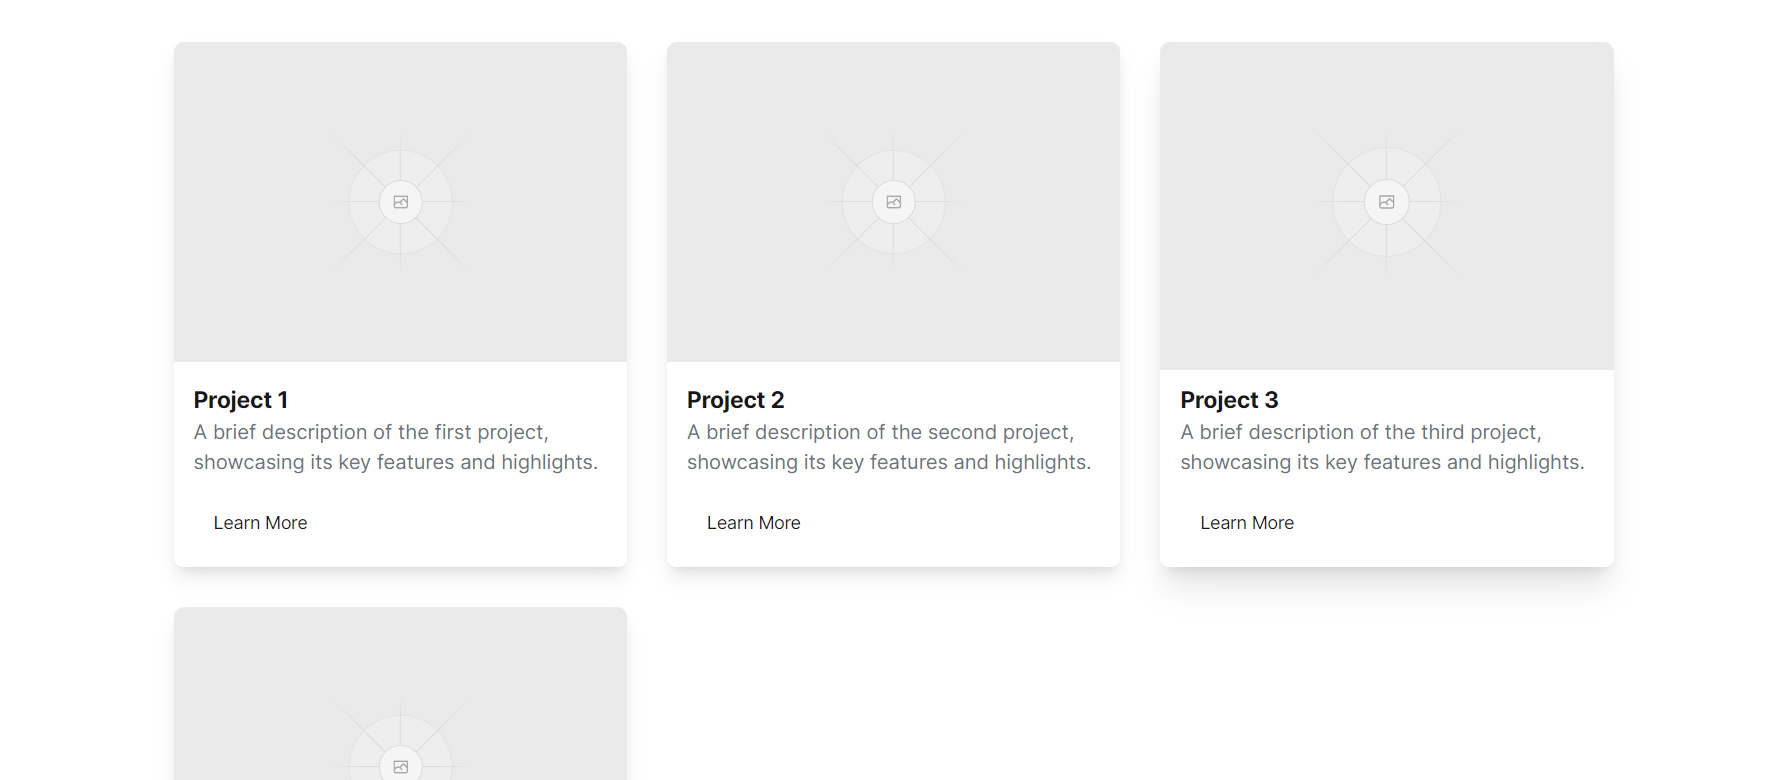 Project 1
A brief description of the first project,
showcasing its key features and highlights.
Learn More
Project 2
A brief description of the second project,
showcasing its key features and highlights.
Learn More
Project 3
A brief description of the third project,
showcasing its key features and highlights.
Learn More